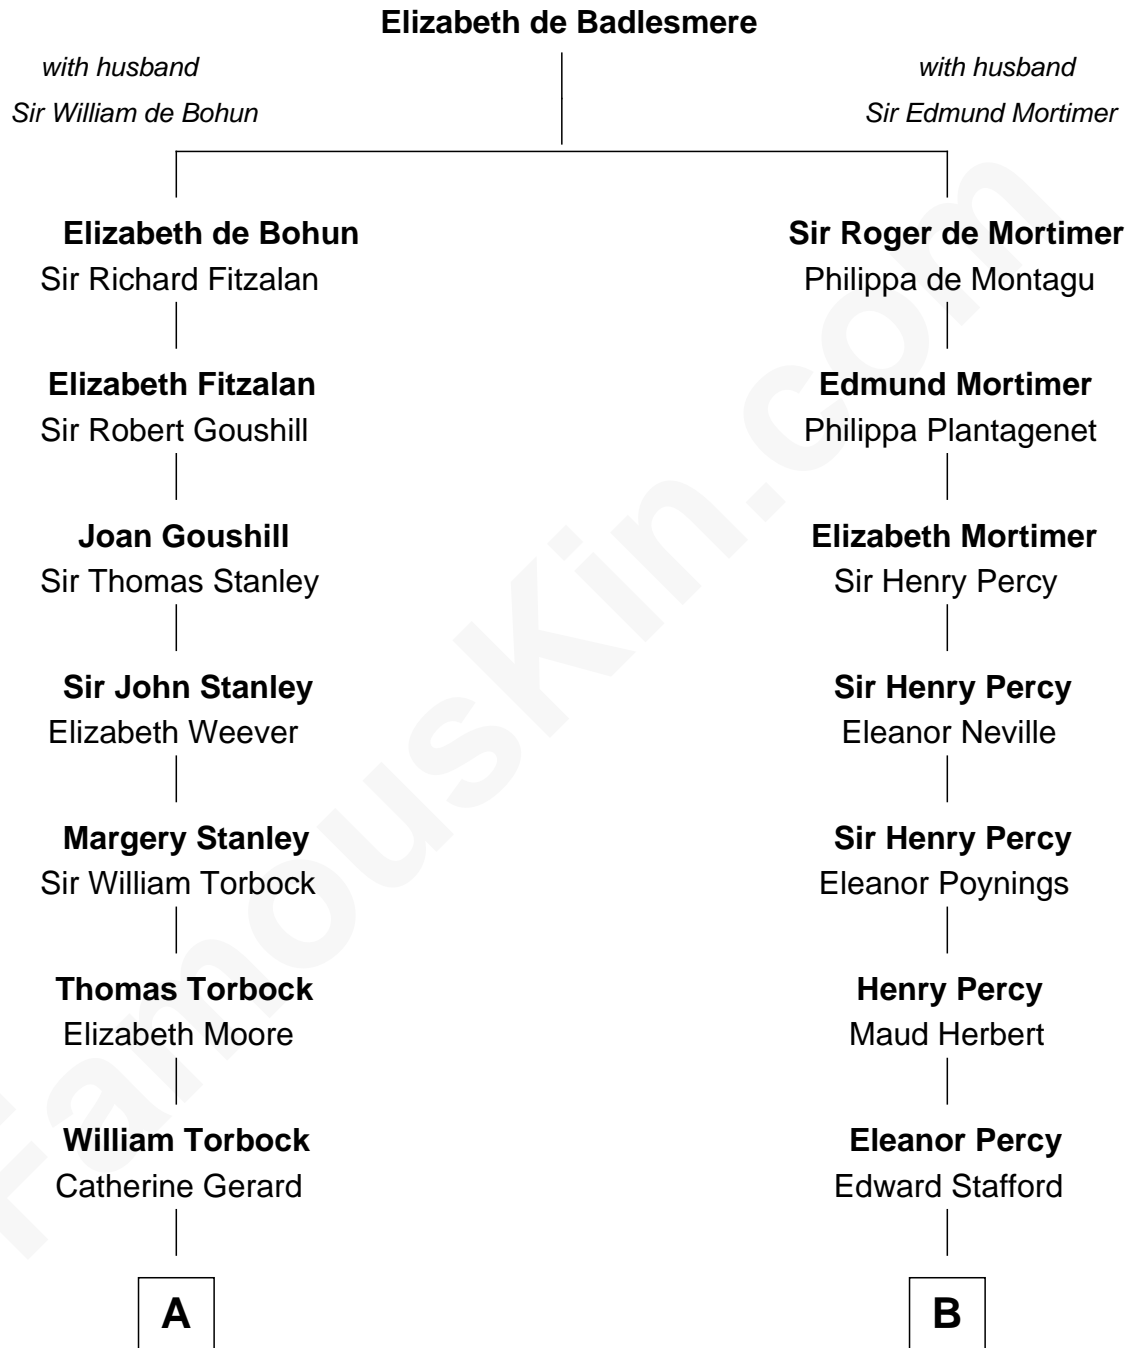 Elizabeth de Badlesmere
with husband
Sir William de Bohun
with husband
Sir Edmund Mortimer
Elizabeth de Bohun
Sir Richard Fitzalan
Sir Roger de Mortimer
Philippa de Montagu
Elizabeth Fitzalan
Sir Robert Goushill
Edmund Mortimer
Philippa Plantagenet
Joan Goushill
Sir Thomas Stanley
Elizabeth Mortimer
Sir Henry Percy
Sir John Stanley
Elizabeth Weever
Sir Henry Percy
Eleanor Neville
Margery Stanley
Sir William Torbock
Sir Henry Percy
Eleanor Poynings
Thomas Torbock
Elizabeth Moore
Henry Percy
Maud Herbert
William Torbock
Catherine Gerard
Eleanor Percy
Edward Stafford
A
B
FamousKin.com